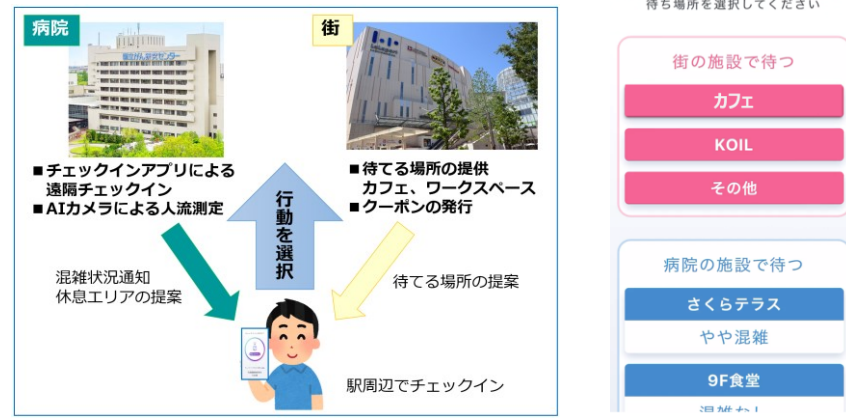 病院
街
■チェックインアプリによる
遠隔チェックイン
■AIカメラによる人流測定
■待てる場所の提供
カフェ、ワークスペース
■クーポンの発行
行動を選択
混雑状況通知
休息エリアの提案
待てる場所の提案
駅周辺でチェックイン
待ち場所を選択してください
街の施設で待つ
カフェ
KOIL
その他
病院の施設で待つ
さくらテラス
やや混雑
9F食堂
混雑なし